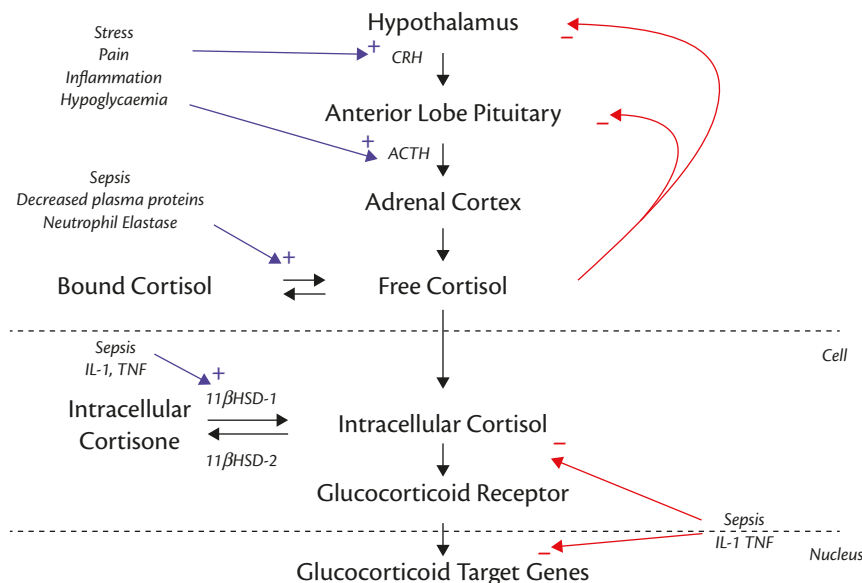 Hypothalamus
Stress
Pain
Inflammation
Hypoglycaemia
+
CRH
−
Anterior Lobe Pituitary
−
+
ACTH
Sepsis
Decreased plasma proteins
Neutrophil Elastase
Adrenal Cortex
+
Bound Cortisol
Free Cortisol
Cell
Sepsis
IL-1, TNF
+
11βHSD-1
Intracellular
Cortisone
11βHSD-2
Intracellular Cortisol
−
Glucocorticoid Receptor
Sepsis
IL-1 TNF
Nucleus
−
Glucocorticoid Target Genes